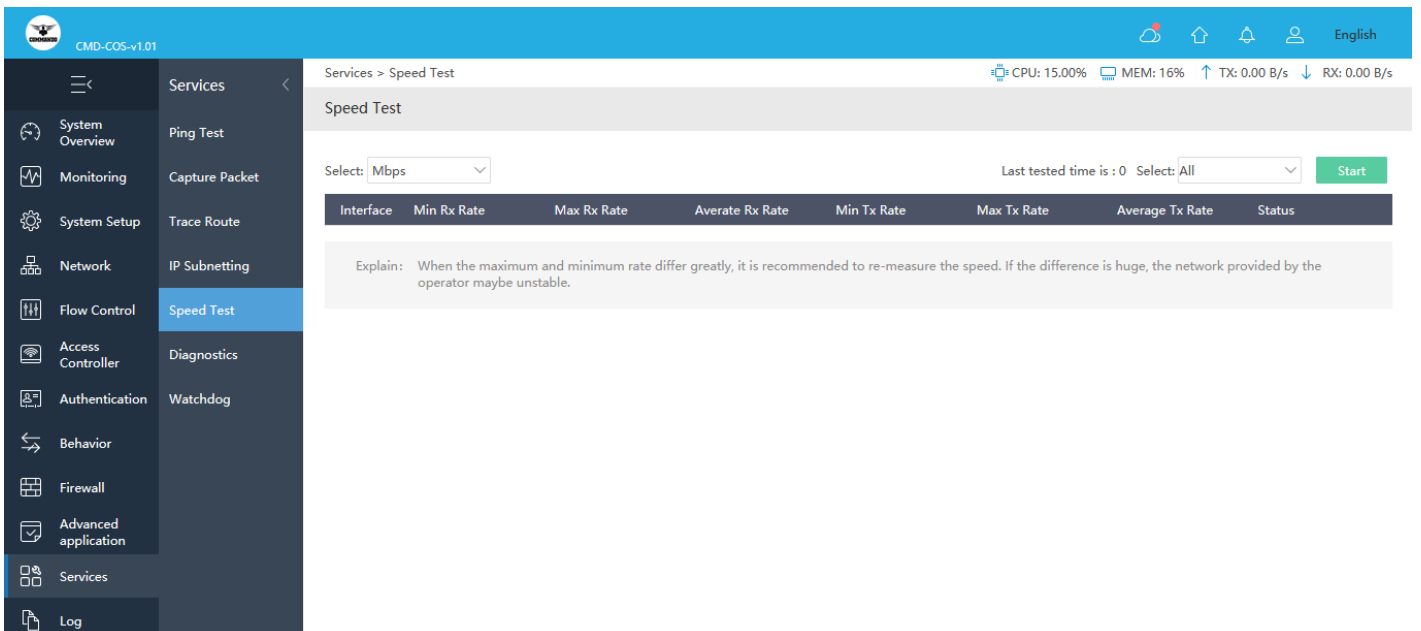 COMMANDO
CMD-COS-v1.01
English
Services
Services > Speed Test
CPU: 15.00%
MEM: 16%
TX: 0.00 B/s
RX: 0.00 B/s
Speed Test
System
Overview
Monitoring
System Setup
Network
Flow Control
Access
Controller
Authentication
Behavior
Firewall
Advanced
application
Services
Log
Ping Test
Capture Packet
Trace Route
IP Subnetting
Speed Test
Diagnostics
Watchdog
Select: Mbps
Last tested time is : 0 Select: All
Start
Interface Min Rx Rate Max Rx Rate Averate Rx Rate Min Tx Rate Max Tx Rate Average Tx Rate Status
Explain: When the maximum and minimum rate differ greatly, it is recommended to re-measure the speed. If the difference is huge, the network provided by the
operator maybe unstable.